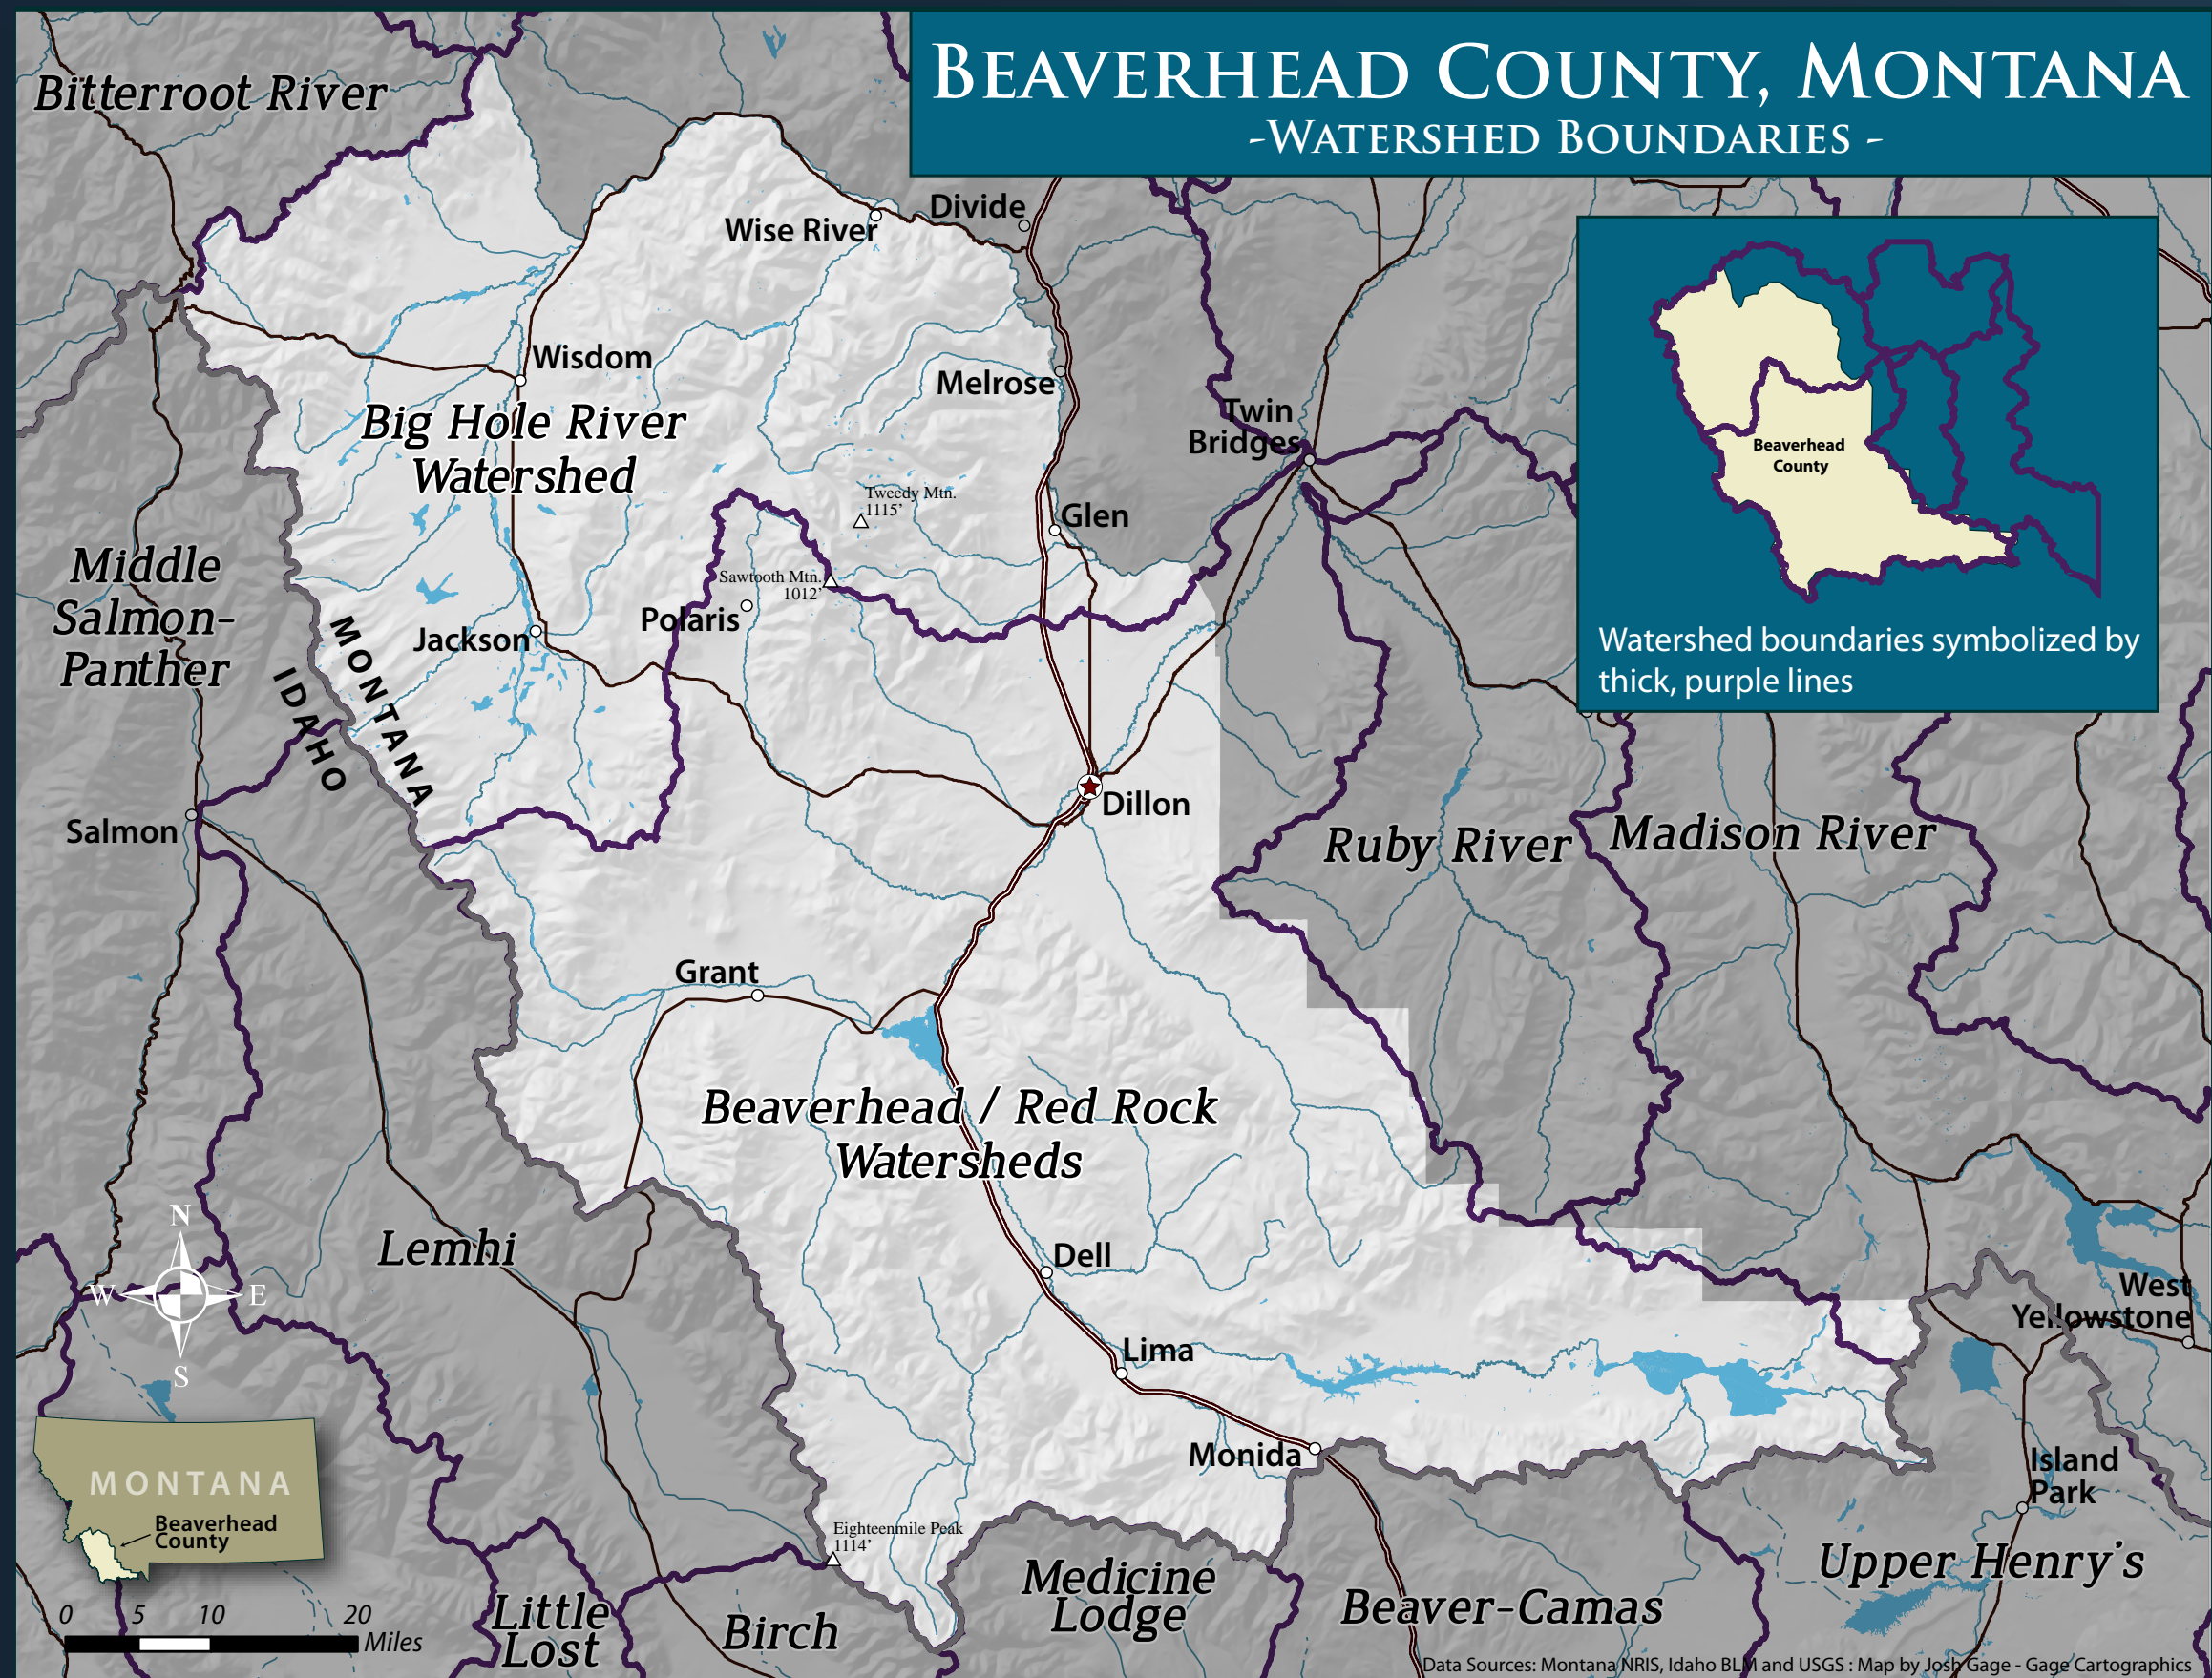 BEAVERHEAD COUNTY, MONTANA
-WATERSHED BOUNDARIES -
Bitterroot River
Divide
Wise River
Wisdom
Big Hole River
Watershed
Melrose
Twin
Bridges
Beaverhead
County
Watershed boundaries symbolized by
thick, purple lines
Tweedy Mtn.
1115'
Glen
Middle
Salmon-
Panther
Sawtooth Mtn.
1012'
Polaris
Jackson
MONTANA
IDAHO
Salmon
Dillon
Ruby River
Madison River
Grant
Beaverhead / Red Rock
Watersheds
Lemhi
Dell
N
W
E
S
West
Yellowstone
Lima
Monida
Island
Park
MONTANA
Beaverhead
County
Eighteenmile Peak
1114'
Medicine
Lodge
Upper Henry's
Beaver-Camas
Little
Lost
Birch
0 5 10 20
Miles
Data Sources: Montana NRIS, Idaho BLM and USGS : Map by Josh Gage - Gage Cartographics